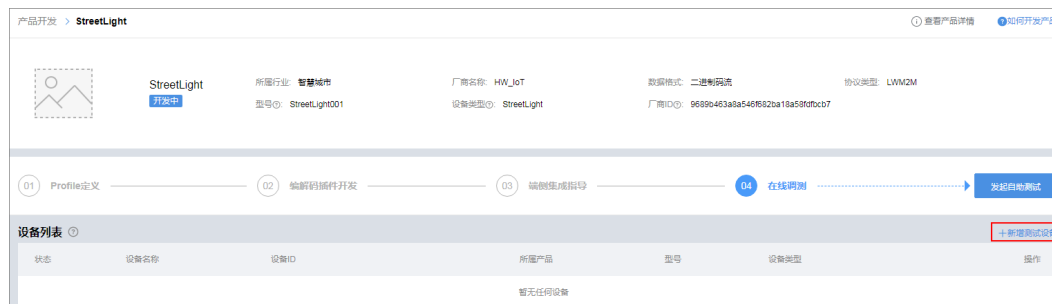 产品开发 > StreetLight
查看产品详情 如何开发产品
StreetLight
开发中
所属行业: 智慧城市 厂商名称: HW_IoT 数据格式: 二进制码流 协议类型: LWM2M
型号: StreetLight001 设备类型: StreetLight 厂商ID: 9689b463a8a546f682ba18a58fdfbcb7
01 Profile定义 02 编解码插件开发 03 端侧集成指导 04 在线调测 发起自助测试
设备列表
+新增测试设备
状态 设备名称 设备ID 所属产品 型号 设备类型 操作
暂无任何设备